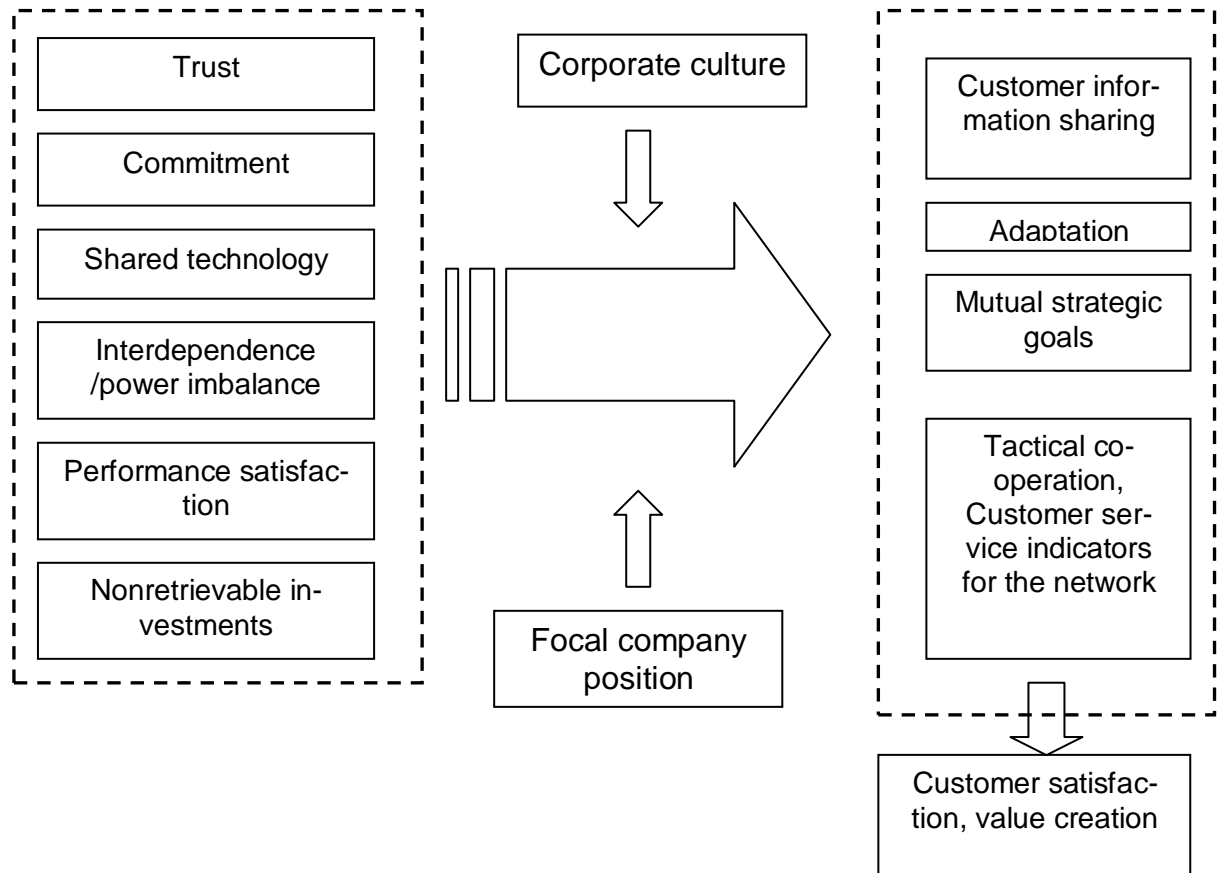 Trust
Commitment
Shared technology
Interdependence
/power imbalance
Performance satisfac-
tion
Nonretrievable in-
vestments
Corporate culture
Focal company
position
Customer infor-
mation sharing
Adaptation
Mutual strategic
goals
Tactical co-
operation,
Customer ser-
vice indicators
for the network
Customer satisfac-
tion, value creation